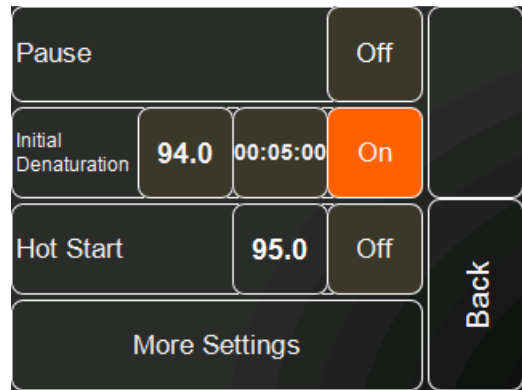 Pause Off
Initial
Denaturation 94.0 00:05:00 On
Hot Start 95.0 Off
More Settings
Back